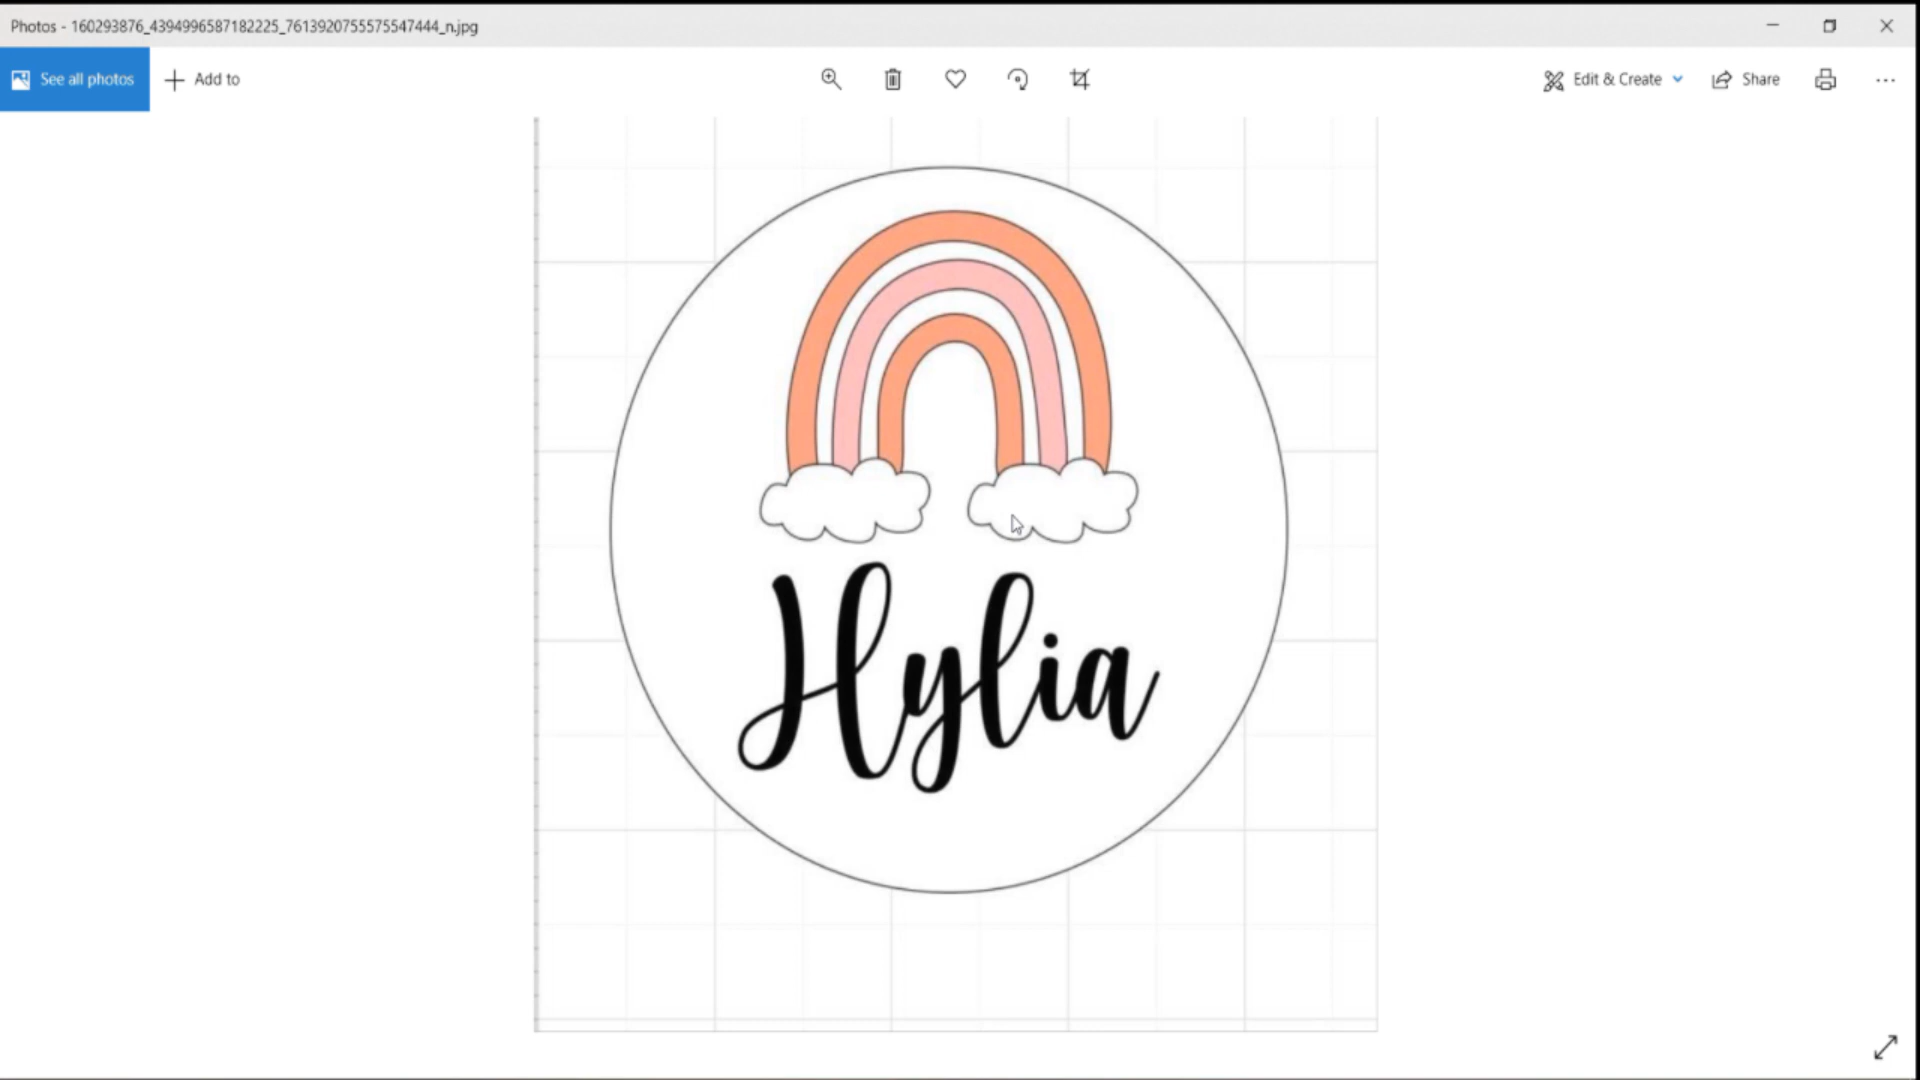 Photos - 160293876_4394996587182225_7613920755575547444_n.jpg
See all photos
Add to
Edit & Create
Share
Hylia